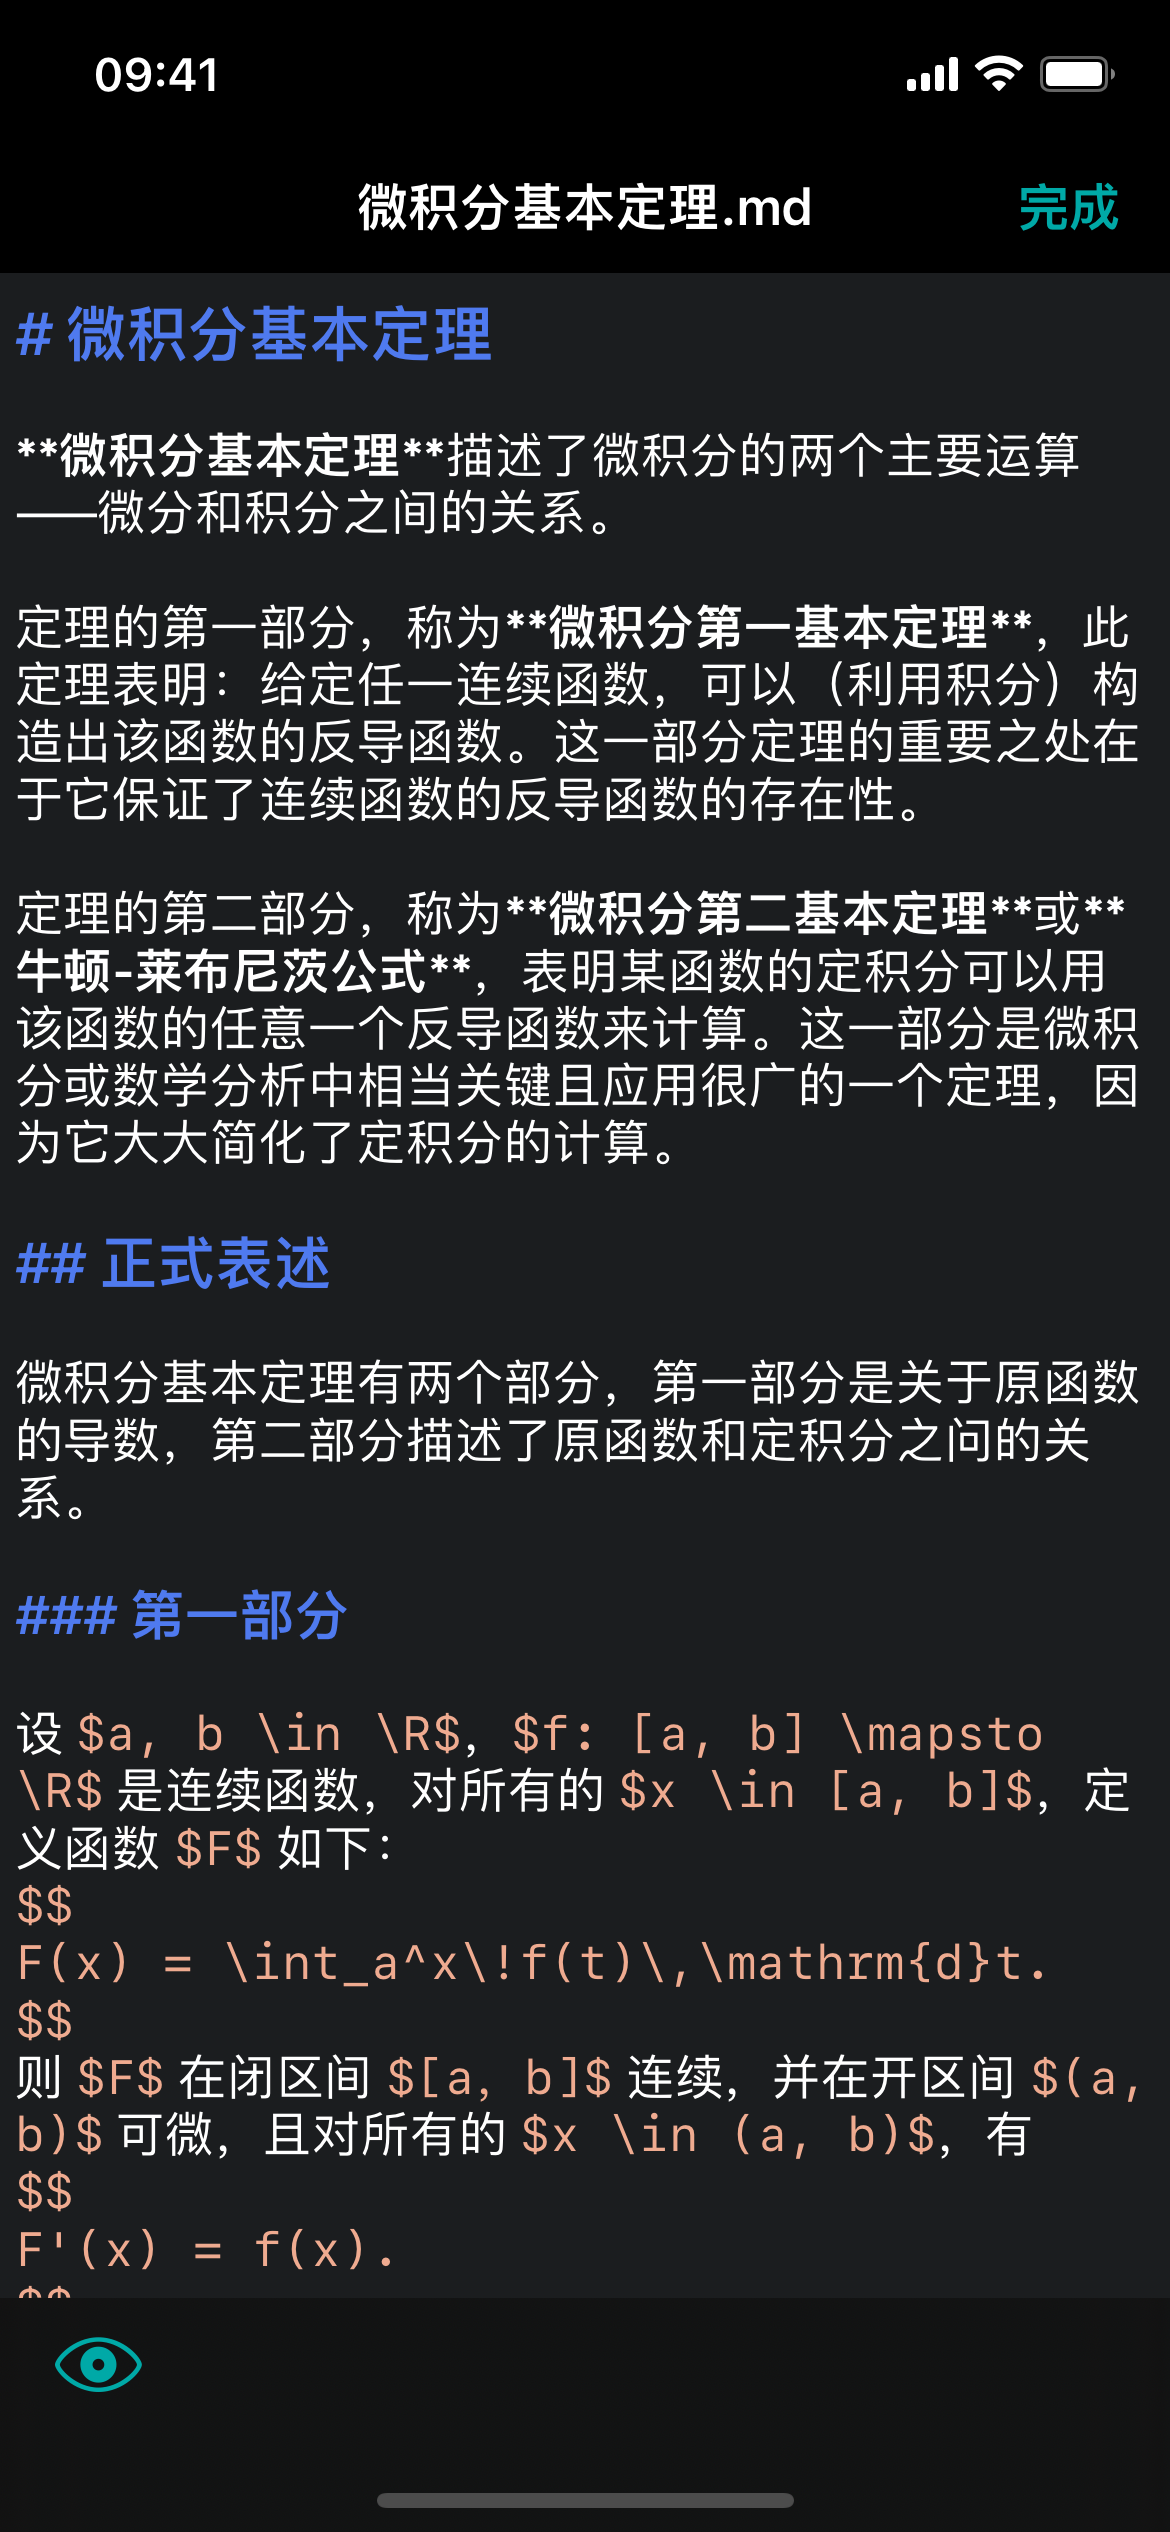 09:41
微积分基本定理.md
完成
# 微积分基本定理
**微积分基本定理**描述了微积分的两个主要运算
——微分和积分之间的关系。
定理的第一部分，称为**微积分第一基本定理**，此
定理表明：给定任一连续函数，可以（利用积分）构
造出该函数的反导函数。这一部分定理的重要之处在
于它保证了连续函数的反导函数的存在性。
定理的第二部分，称为**微积分第二基本定理**或**
牛顿-莱布尼茨公式**，表明某函数的定积分可以用
该函数的任意一个反导函数来计算。这一部分是微积
分或数学分析中相当关键且应用很广的一个定理，因
为它大大简化了定积分的计算。
## 正式表述
微积分基本定理有两个部分，第一部分是关于原函数
的导数，第二部分描述了原函数和定积分之问的关
系。
### 第一部分
设 $a, b \in \R$，$f: [a, b] \mapsto
\R$ 是连续函数，对所有的 $x \in [a, b]$，定
义函数 $F$ 如下：
$$
F(x) = \int_a^x\!f(t)\,\mathrm{d}t.
$$
则 $F$ 在闭区间 $[a, b]$ 连续，并在开区间 $(a,
b)$ 可微，且对所有的 $x \in (a, b)$，有
$$
F'(x) = f(x).
$$